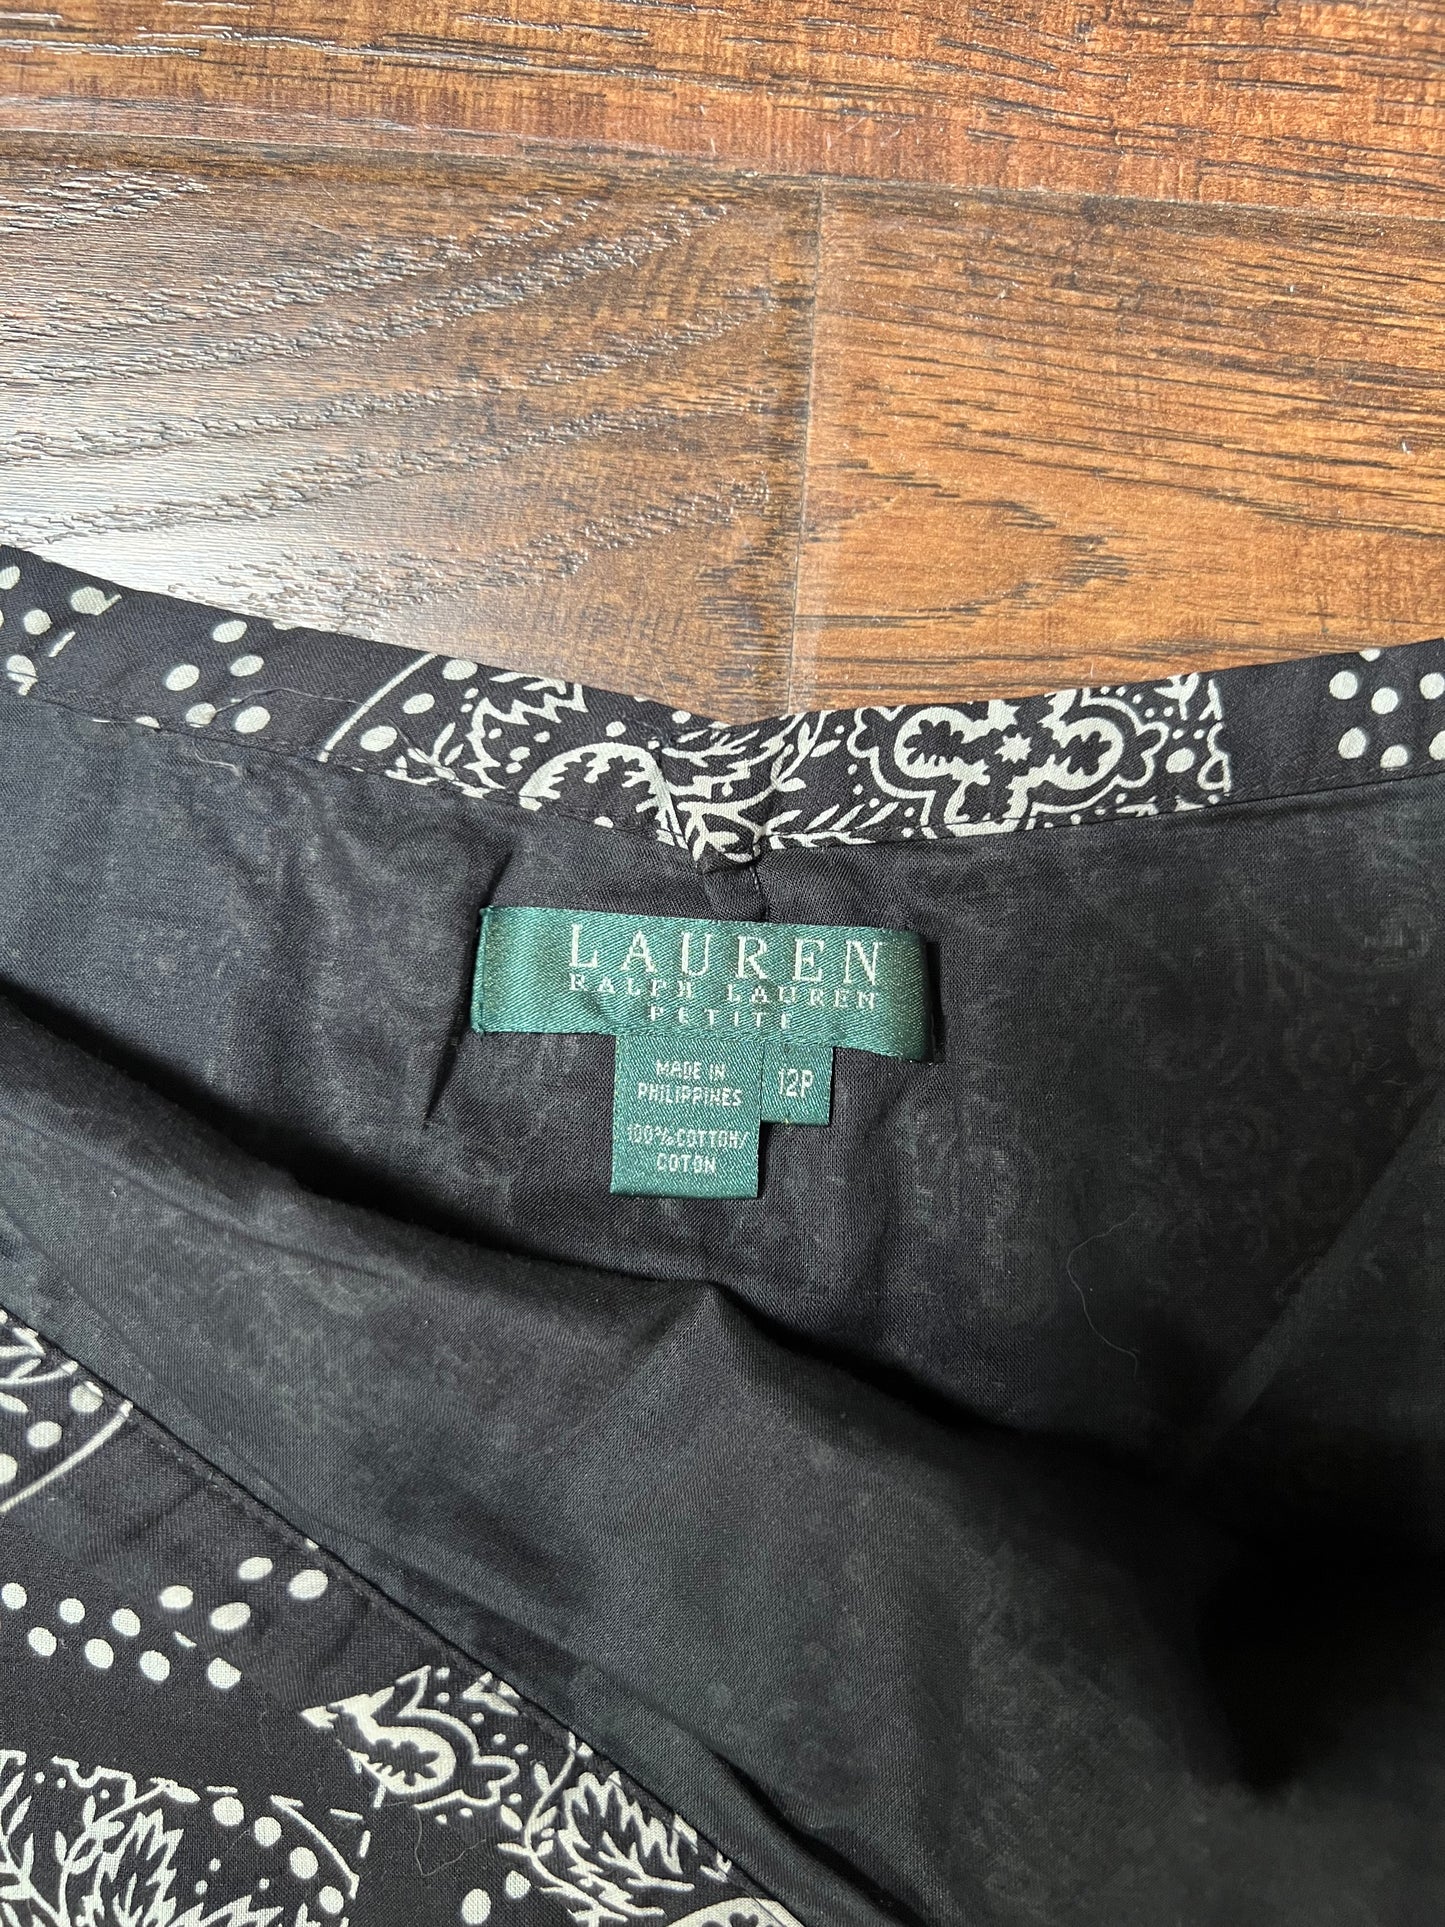 LAUREN
RALPH LAUREN
PETITE
MADE IN
PHILIPPINES
12P
100% COTTON/
COTON